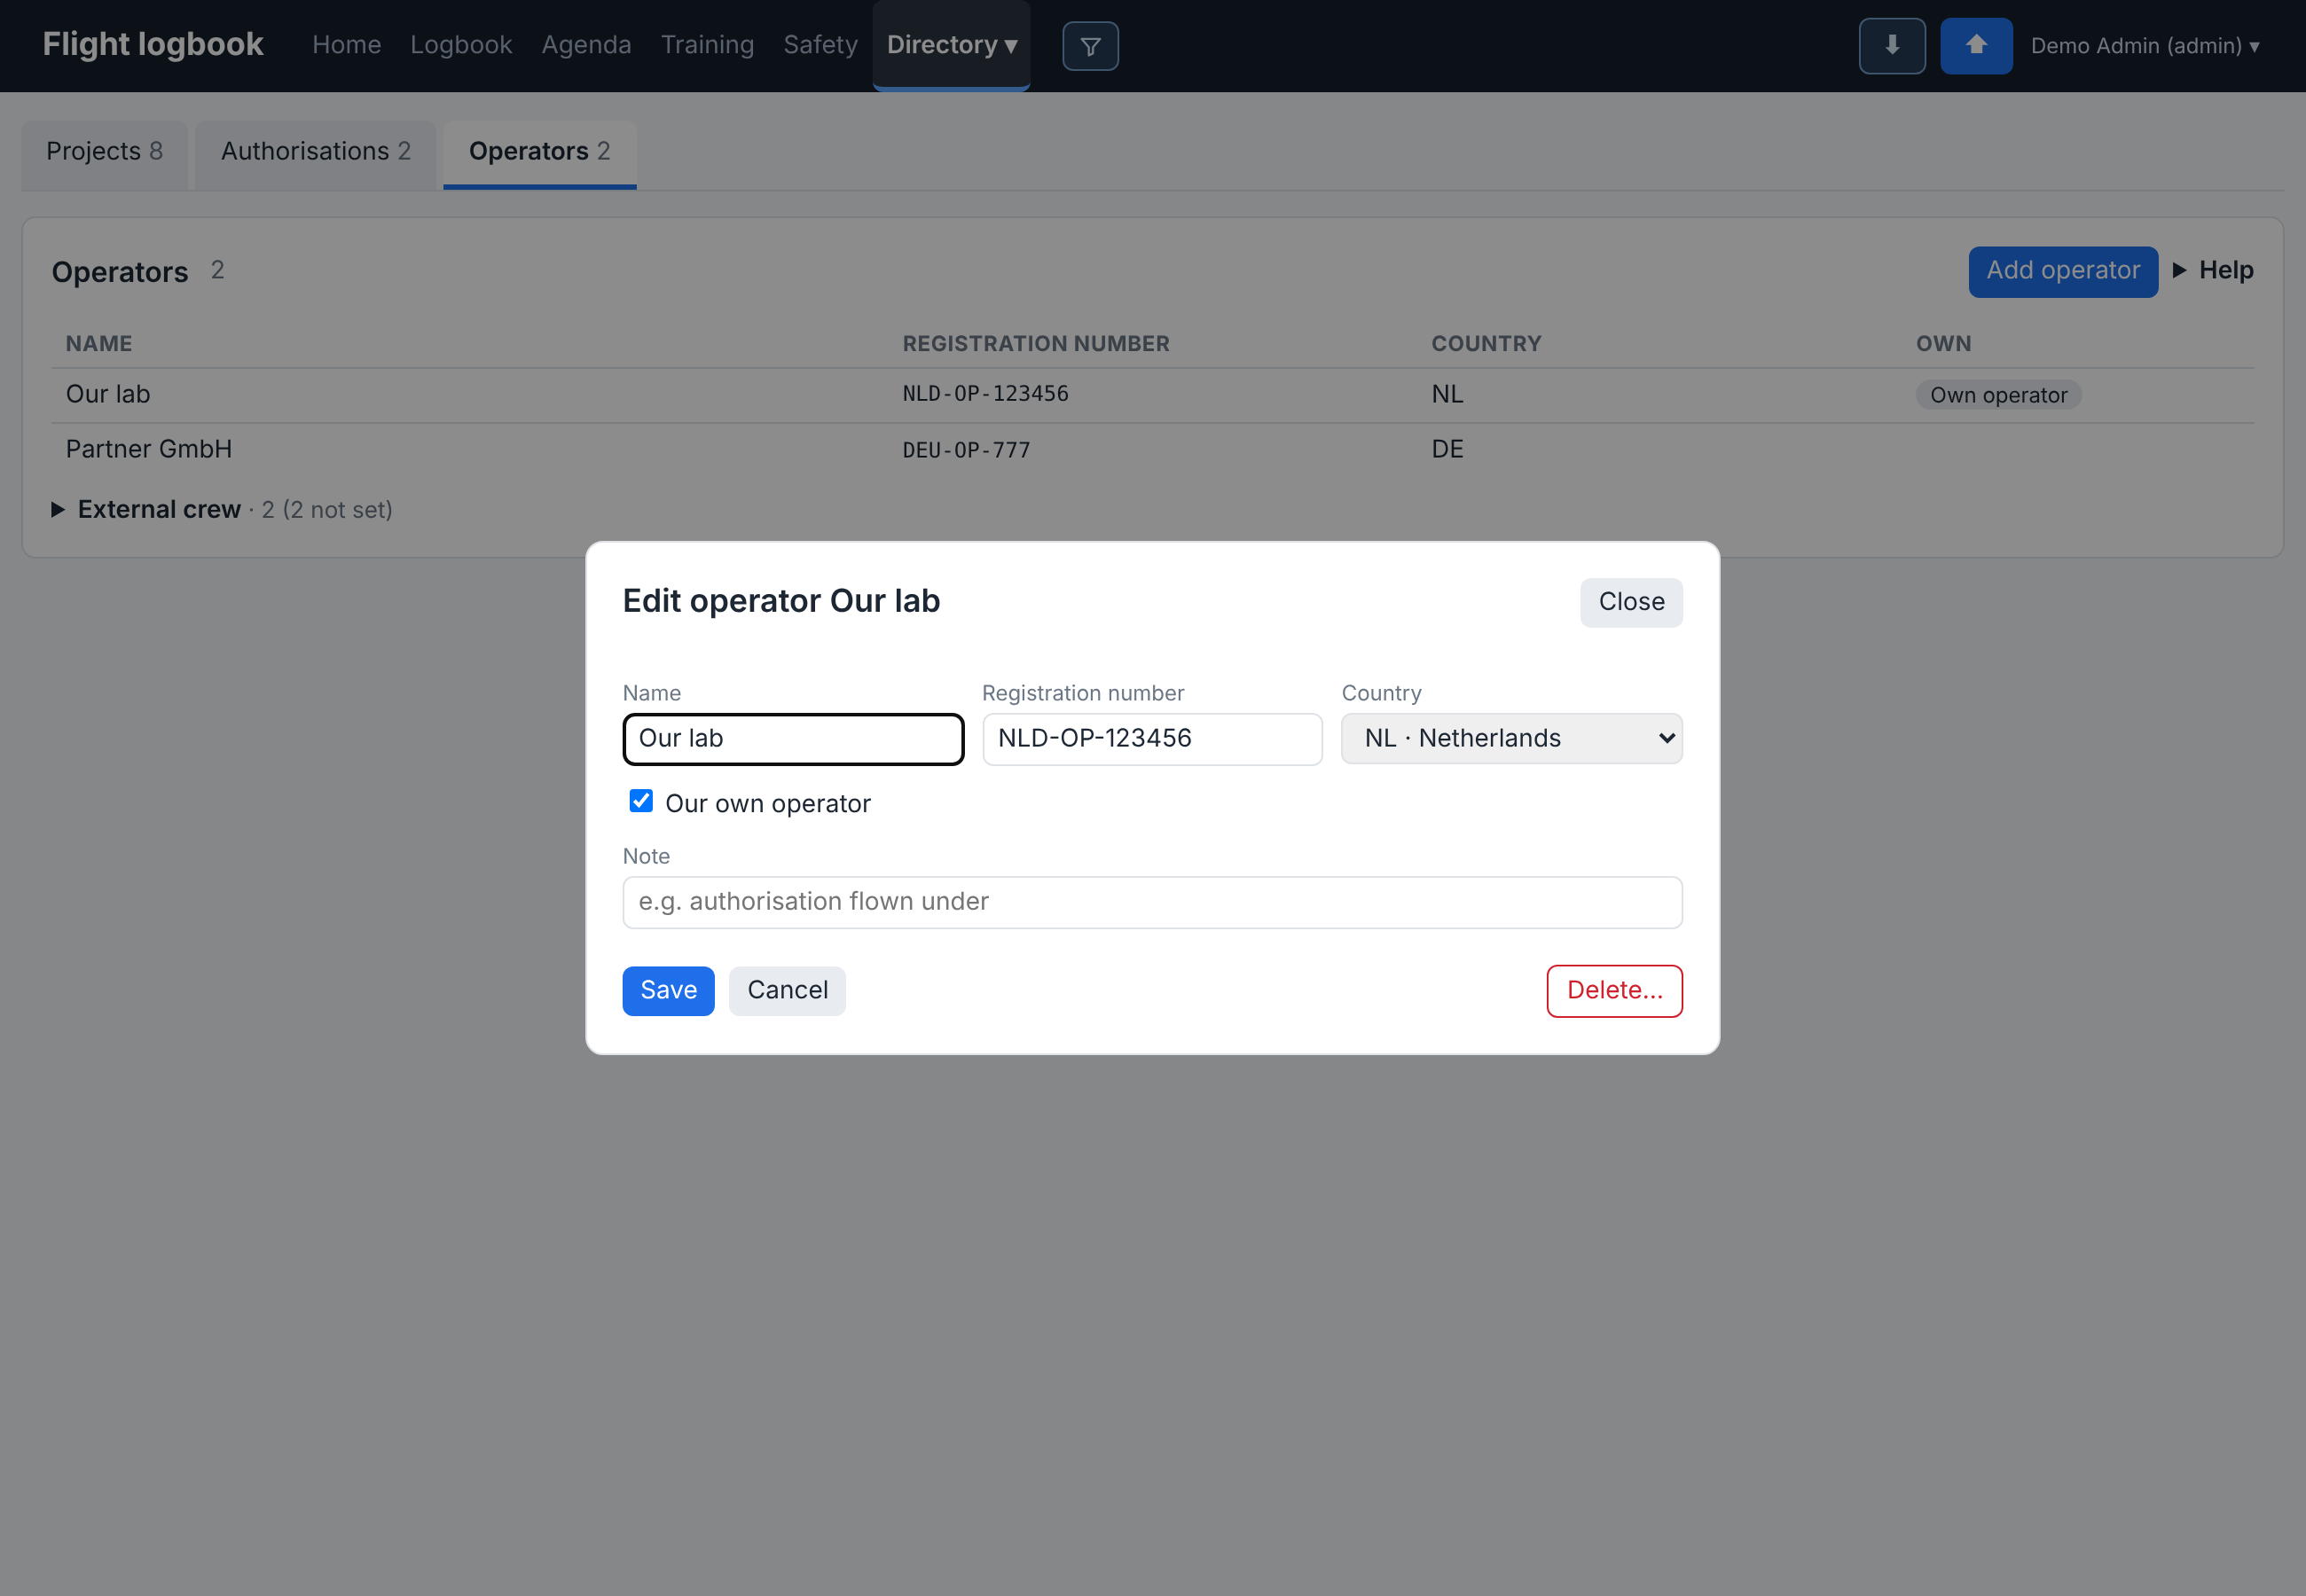 Flight logbook Home Logbook Agenda Training Safety Directory ▾ Demo Admin (admin) ▾
Projects 8 Authorisations 2 Operators 2
Operators 2 Add operator ▶ Help
NAME REGISTRATION NUMBER COUNTRY OWN
Our lab NLD-OP-123456 NL Own operator
Partner GmbH DEU-OP-777 DE
▶ External crew · 2 (2 not set)
Edit operator Our lab Close
Name Registration number Country
Our lab NLD-OP-123456 NL · Netherlands
Our own operator
Note
e.g. authorisation flown under
Save Cancel Delete...